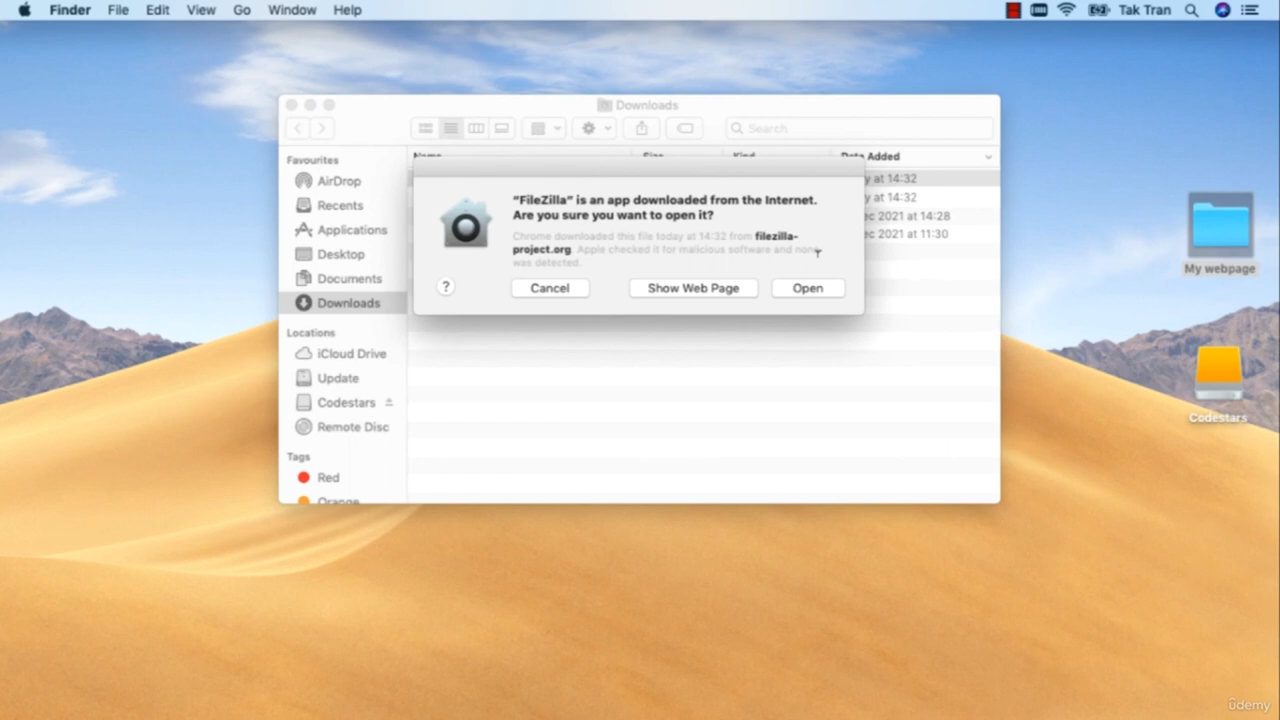 Finder File Edit View Go Window Help
Tak Tran
Downloads
Search
Favourites
AirDrop
Recents
Applications
Desktop
Documents
Downloads
Locations
iCloud Drive
Update
Codestars
Remote Disc
Tags
Red
Orange
Name Size Kind Date Added
at 14:32
at 14:32
2021 at 14:28
2021 at 11:30
“FileZilla” is an app downloaded from the Internet.
Are you sure you want to open it?
Chrome downloaded this file today at 14:32 from filezilla-
project.org. Apple checked it for malicious software and none
was detected.
?
Cancel
Show Web Page
Open
My webpage
Codestars
ûdemy